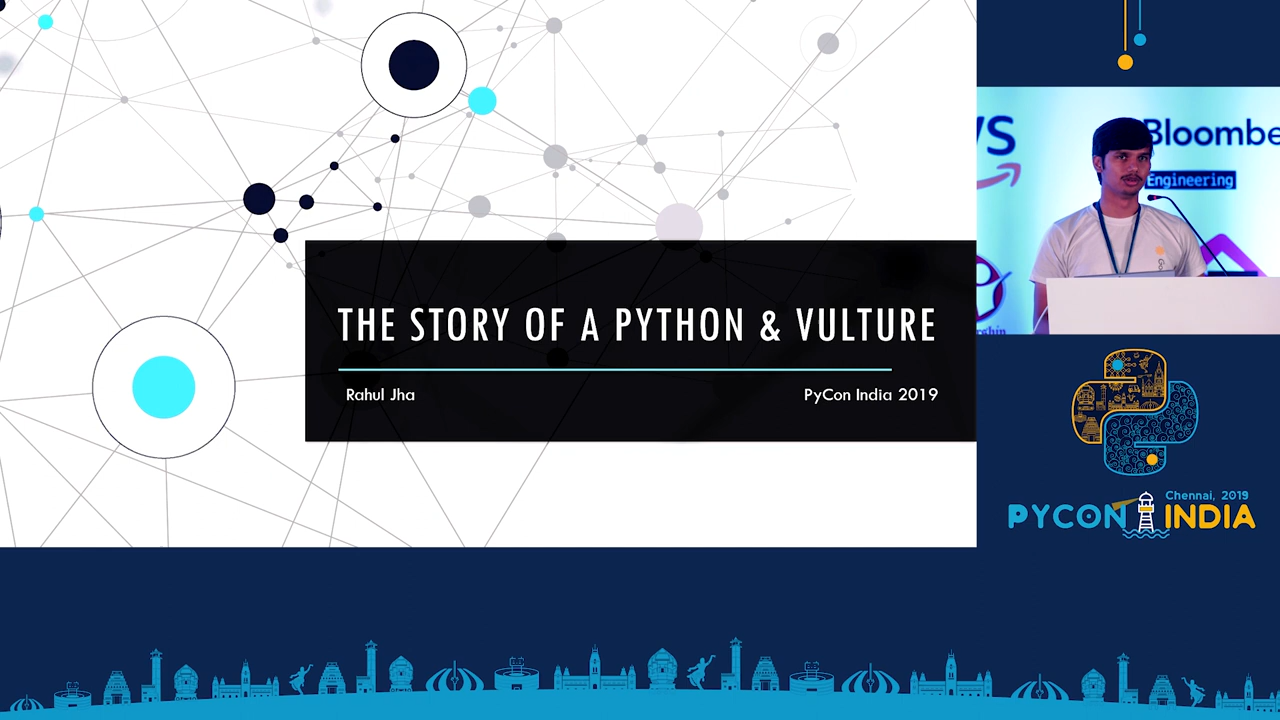 THE STORY OF A PYTHON & VULTURE
Rahul Jha
PyCon India 2019
Bloombe
Engineering
Chennai, 2019
PYCON INDIA